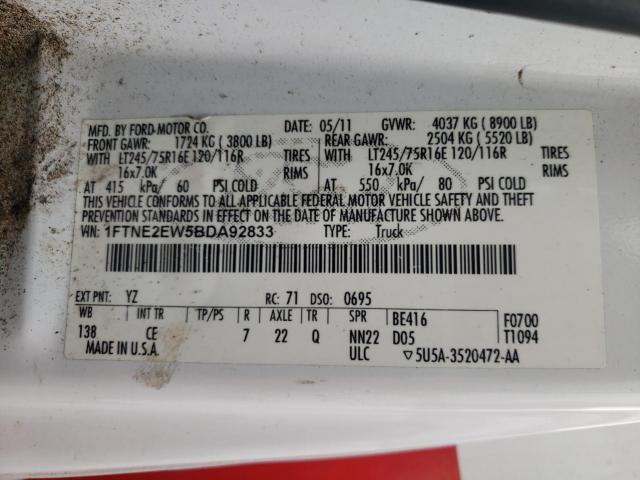 MFD. BY FORD MOTOR CO. DATE: 05/11 GVWR: 4037 KG ( 8900 LB)
FRONT GAWR: 1724 KG ( 3800 LB) REAR GAWR: 2504 KG ( 5520 LB)
WITH LT245/75R16E 120/116R TIRES WITH LT245/75R16E 120/116R TIRES
16x7.0K RIMS 16x7.0K RIMS
AT 415 kPa/ 60 PSI COLD AT 550 kPa/ 80 PSI COLD
THIS VEHICLE CONFORMS TO ALL APPLICABLE FEDERAL MOTOR VEHICLE SAFETY AND THEFT
PREVENTION STANDARDS IN EFFECT ON THE DATE OF MANUFACTURE SHOWN ABOVE.
VIN: 1FTNE2EW5BDA92833 TYPE: Truck
EXT PNT: YZ RC: 71 DSO: 0695
WB INT TR TP/PS R AXLE TR SPR BE416 F0700
138 CE 7 22 Q NN22 D05 T1094
MADE IN U.S.A. ULC ▽5U5A-3520472-AA